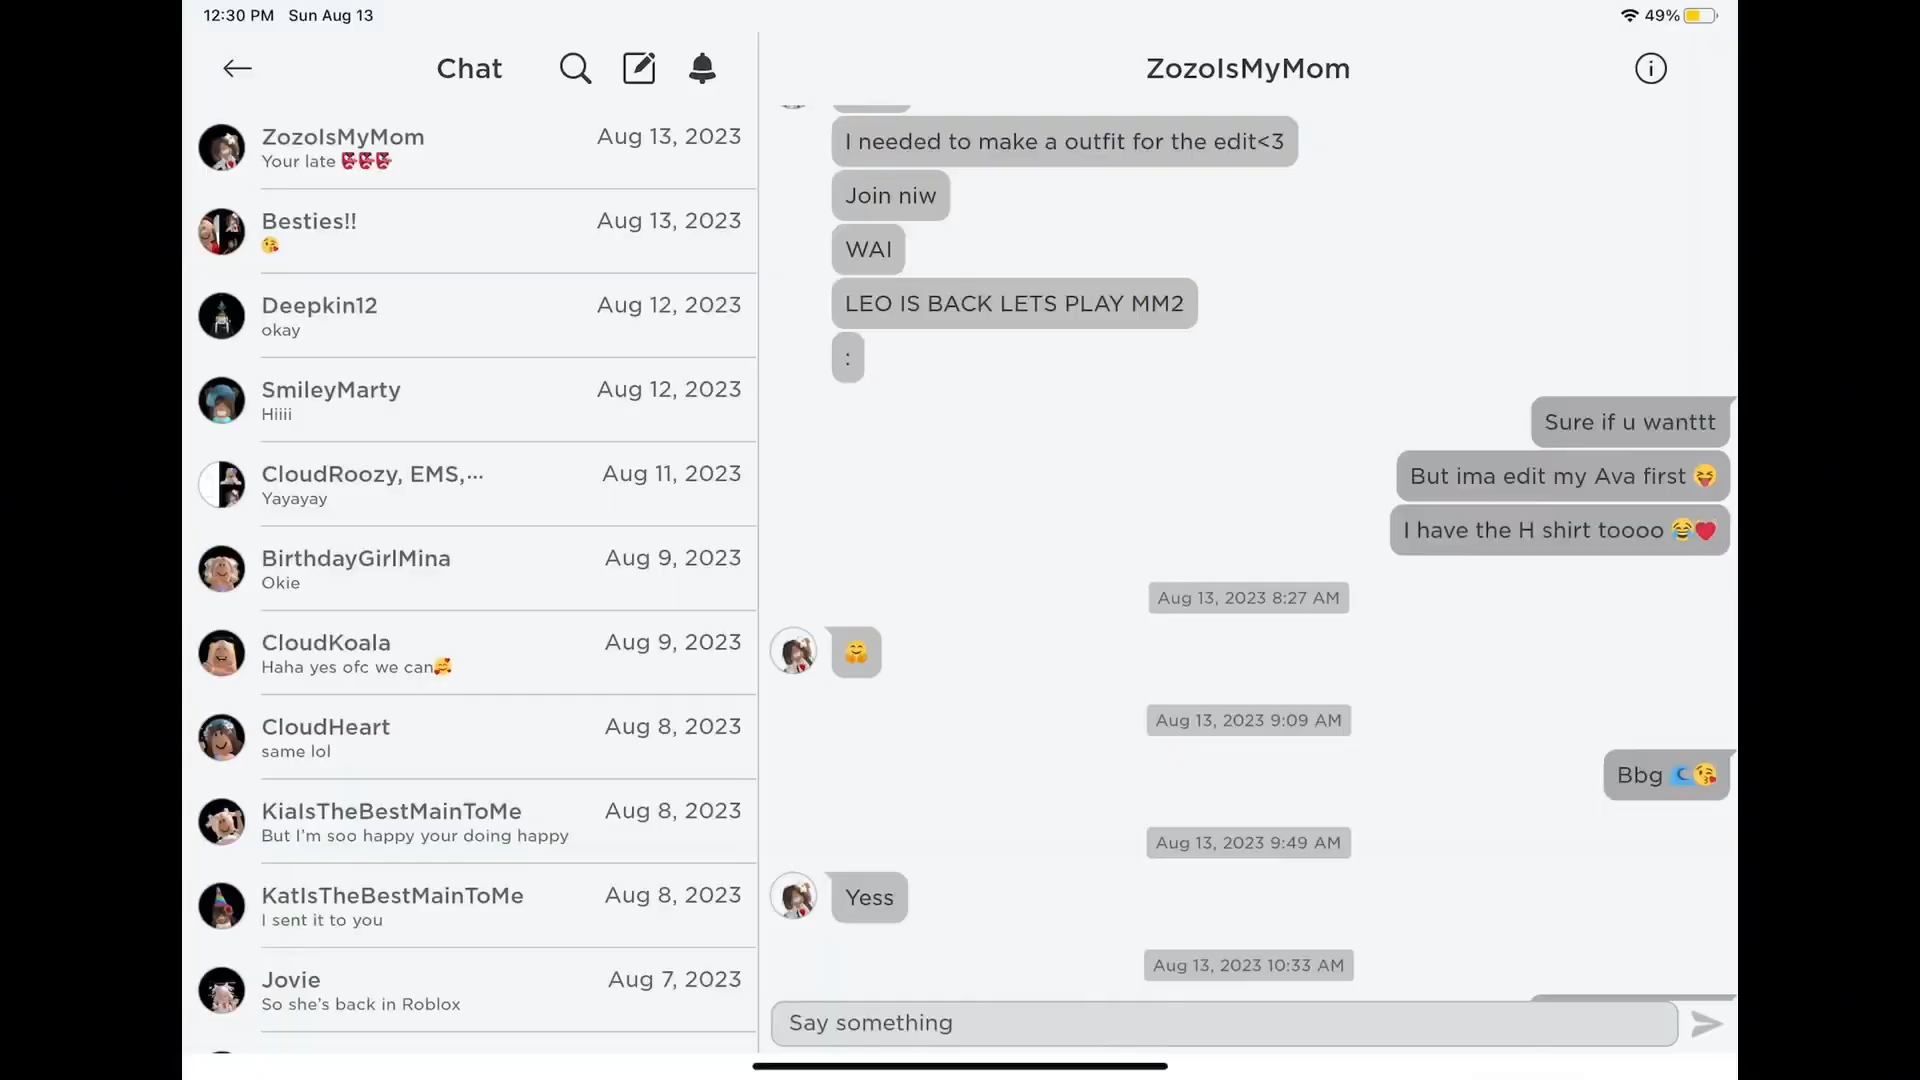 12:30 PM Sun Aug 13
49%
Chat
ZozoIsMyMom
ZozoIsMyMom Aug 13, 2023
Your late 👺👺👺
Besties!! Aug 13, 2023
😘
Deepkin12 Aug 12, 2023
okay
SmileyMarty Aug 12, 2023
Hiiii
CloudRoozy, EMS,... Aug 11, 2023
Yayayay
BirthdayGirlMina Aug 9, 2023
Okie
CloudKoala Aug 9, 2023
Haha yes ofc we can🥰
CloudHeart Aug 8, 2023
same lol
KiaIsTheBestMainToMe Aug 8, 2023
But I'm soo happy your doing happy
KatIsTheBestMainToMe Aug 8, 2023
I sent it to you
Jovie Aug 7, 2023
So she's back in Roblox
I needed to make a outfit for the edit<3
Join niw
WAI
LEO IS BACK LETS PLAY MM2
:
Sure if u wanttt
But ima edit my Ava first 😝
I have the H shirt toooo 😂❤️
Aug 13, 2023 8:27 AM
🤗
Aug 13, 2023 9:09 AM
Bbg 🌊😘
Aug 13, 2023 9:49 AM
Yess
Aug 13, 2023 10:33 AM
Say something